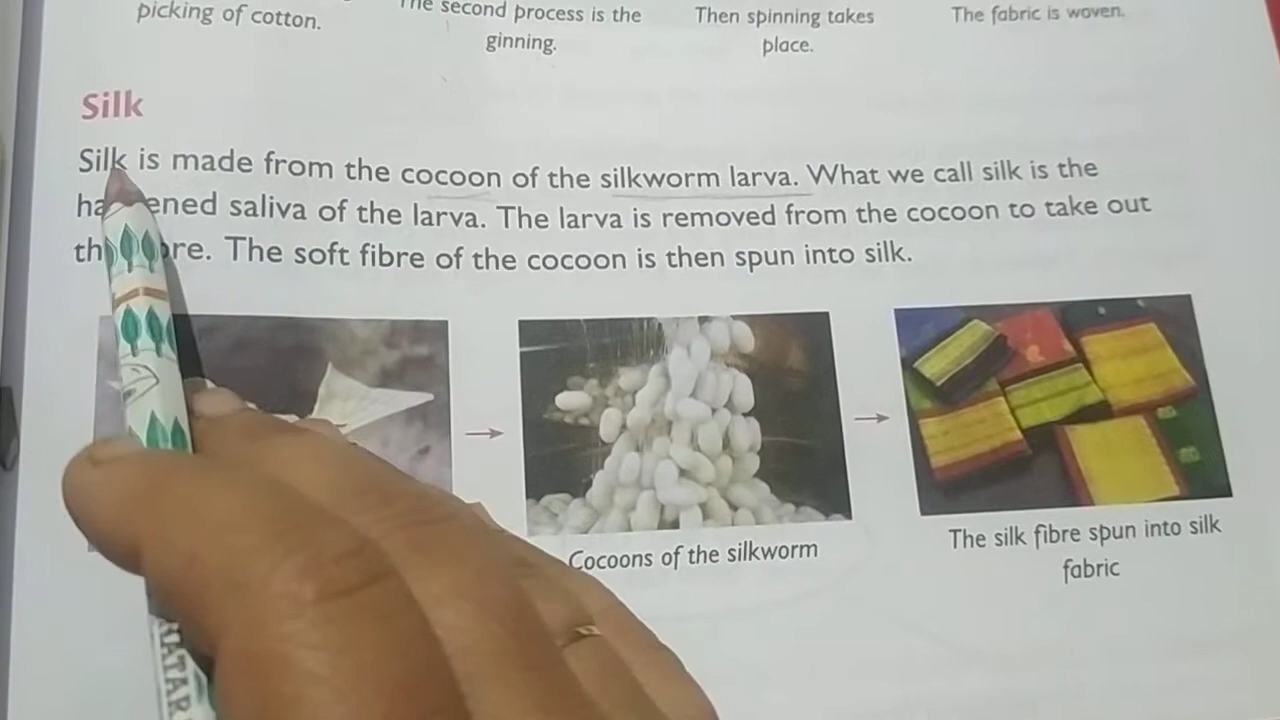 picking of cotton.
The second process is the
ginning.
Then spinning takes
place.
The fabric is woven.
Silk
Silk is made from the cocoon of the silkworm larva. What we call silk is the
saliva of the larva. The larva is removed from the cocoon to take out
The soft fibre of the cocoon is then spun into silk.
Cocoons of the silkworm
The silk fibre spun into silk
fabric